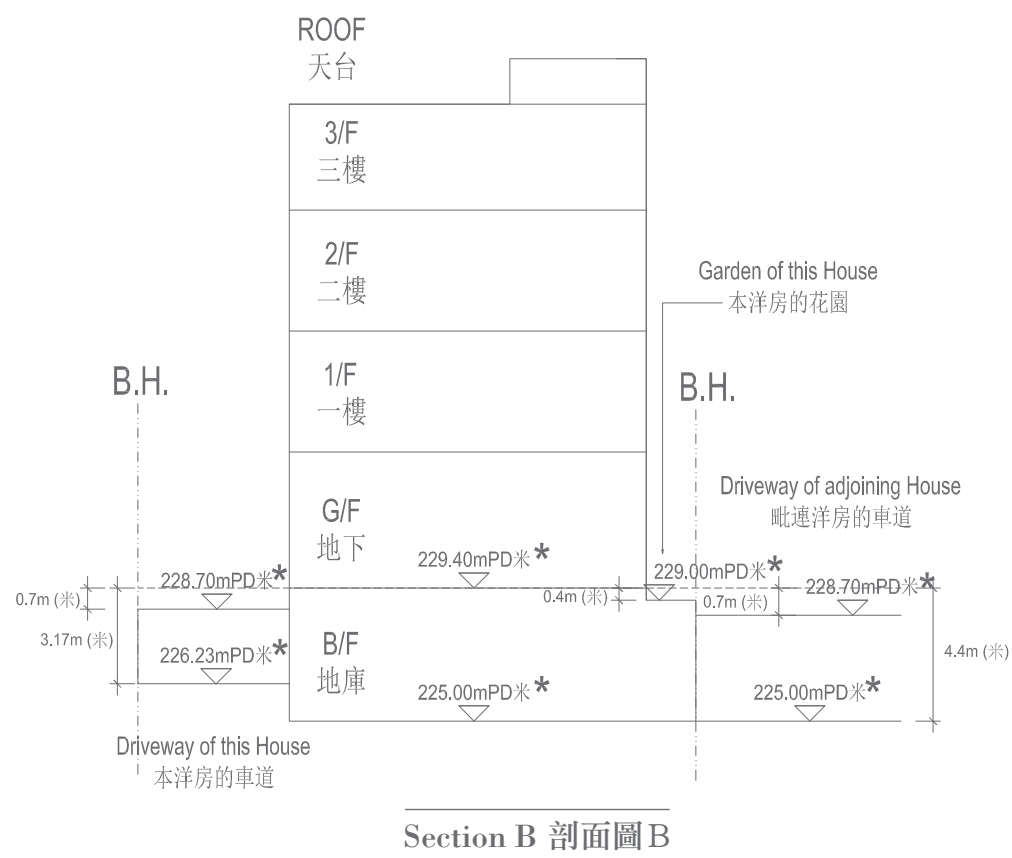 ROOF
天台
3/F
三樓
2/F
二樓
Garden of this House
本洋房的花園
1/F
一樓
B.H.
B.H.
Driveway of adjoining House
毗連洋房的車道
G/F
地下
229.40mPD米*
228.70mPD米*
229.00mPD米*
228.70mPD米*
0.7m (米)
0.4m (米)
0.7m (米)
3.17m (米)
226.23mPD米*
B/F
地庫
4.4m (米)
225.00mPD米*
225.00mPD米*
Driveway of this House
本洋房的車道
Section B 剖面圖B